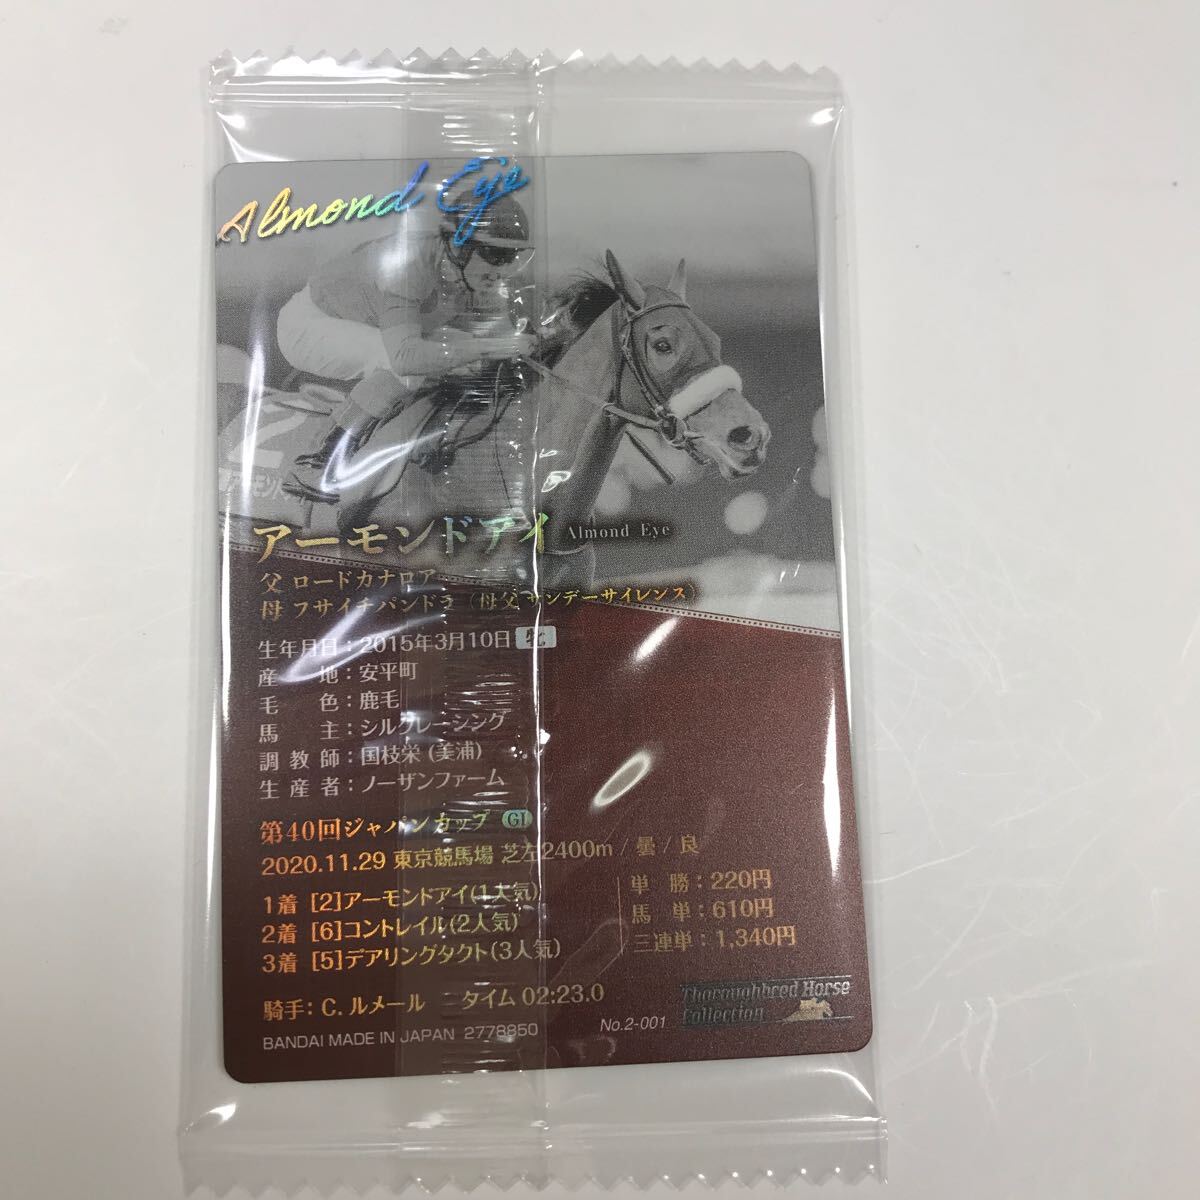 Almond Eye
アーモンドアイ Almond Eye
父 ロードカナロア
母 フサイチパンドラ（母父 サンデーサイレンス）
生年月日：2015年3月10日 牝
産地：安平町
毛色：鹿毛
馬主：シルクレーシング
調教師：国枝栄 (美浦)
生産者：ノーザンファーム
第40回ジャパンカップ GI
2020.11.29 東京競馬場 芝左2400m / 曇 / 良
1着 [2]アーモンドアイ(1人気)
2着 [6]コントレイル(2人気)
3着 [5]デアリングタクト(3人気)
単勝：220円
馬単：610円
三連単：1,340円
騎手：C. ルメール タイム 02:23.0
BANDAI MADE IN JAPAN 2778850
No.2-001
Thoroughbred Horse
Collection